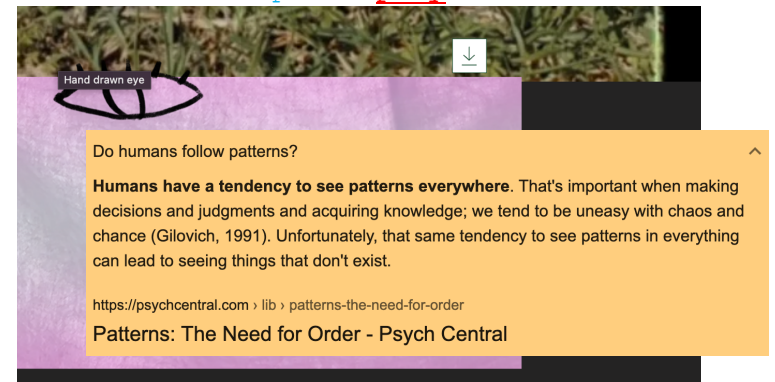 Hand drawn eye
Do humans follow patterns?
Humans have a tendency to see patterns everywhere. That's important when making
decisions and judgments and acquiring knowledge; we tend to be uneasy with chaos and
chance (Gilovich, 1991). Unfortunately, that same tendency to see patterns in everything
can lead to seeing things that don't exist.
https://psychcentral.com › lib › patterns-the-need-for-order
Patterns: The Need for Order - Psych Central